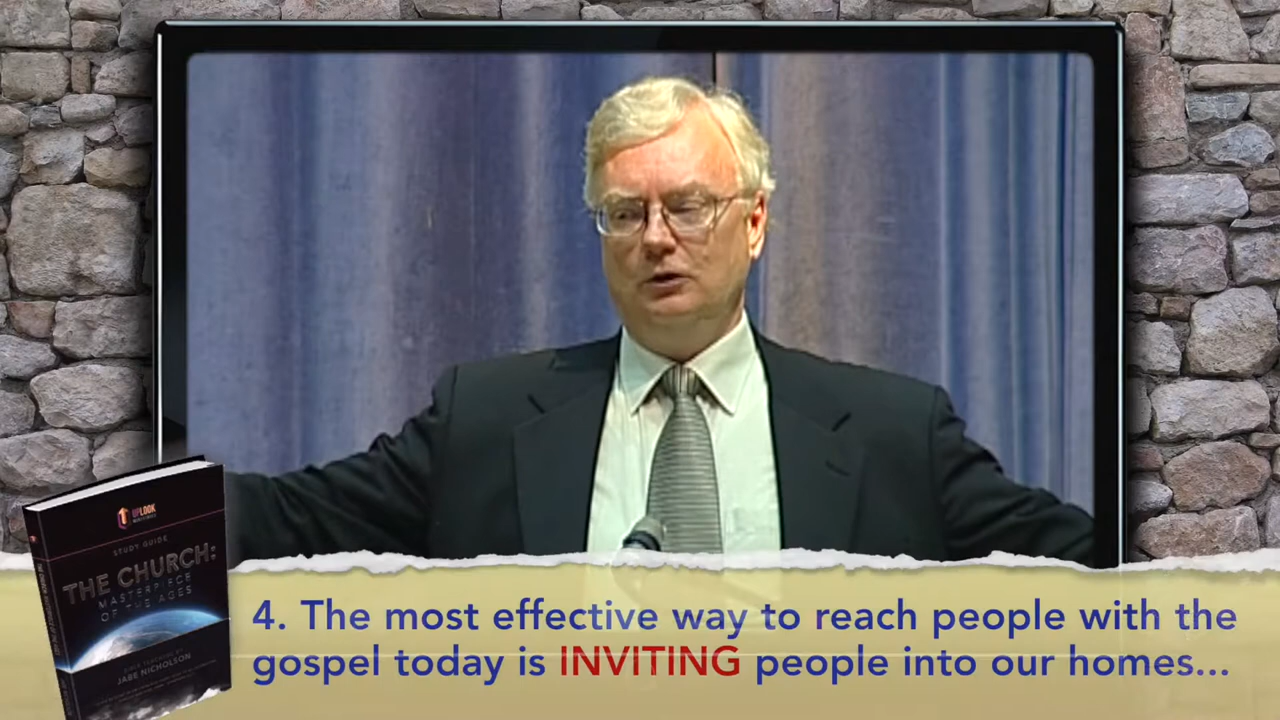 UPLOOK
STUDY GUIDE
THE CHURCH:
MASTERPIECE
OF THE AGES
JABE NICHOLSON
4. The most effective way to reach people with the
gospel today is INVITING people into our homes...